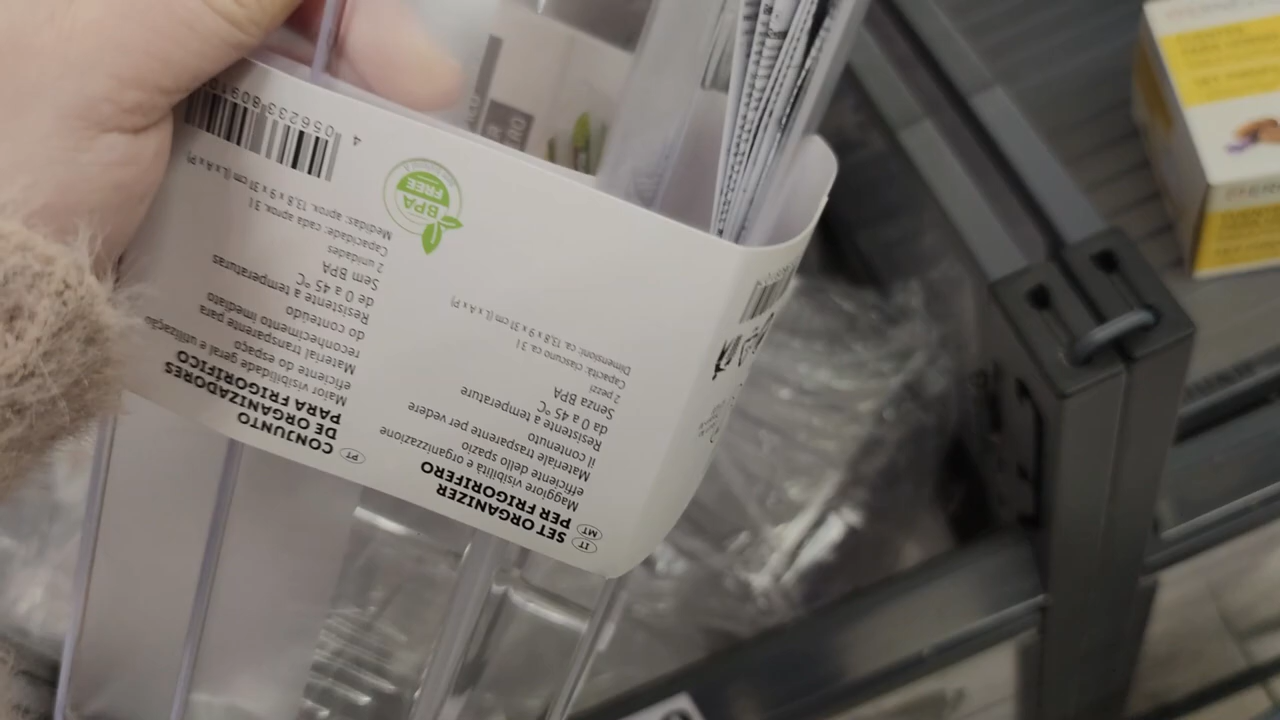 IT
MT
SET ORGANIZER
PER FRIGORIFERO
Maggiore visibilità e organizzazione
efficiente dello spazio
Materiale trasparente per vedere
il contenuto
Resistente a temperature
da 0 a 45 °C
Senza BPA
2 pezzi
Capacità: ciascuno ca. 3 l
Dimensioni: ca. 13,8 x 9 x 31 cm (L x A x P)
PT
CONJUNTO
DE ORGANIZADORES
PARA FRIGORIFICO
Maior visibilidade geral e utilização
eficiente do espaço
material transparente para
reconhecimento imediato
do conteúdo
Resistente a temperaturas
de 0 a 45 °C
Sem BPA
2 unidades
Capacidade: cada aprox. 3 l
Medidas: aprox. 13,8 x 9 x 31 cm (L x A x P)
BPA
FREE
4 056233 8091